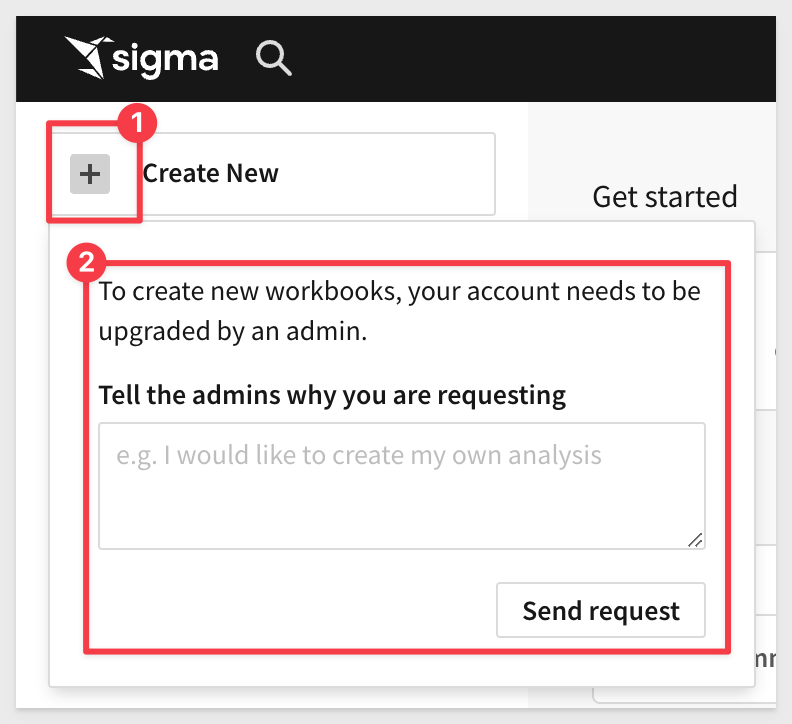 sigma
1
Create New
Get started
2
To create new workbooks, your account needs to be
upgraded by an admin.
Tell the admins why you are requesting
e.g. I would like to create my own analysis
Send request